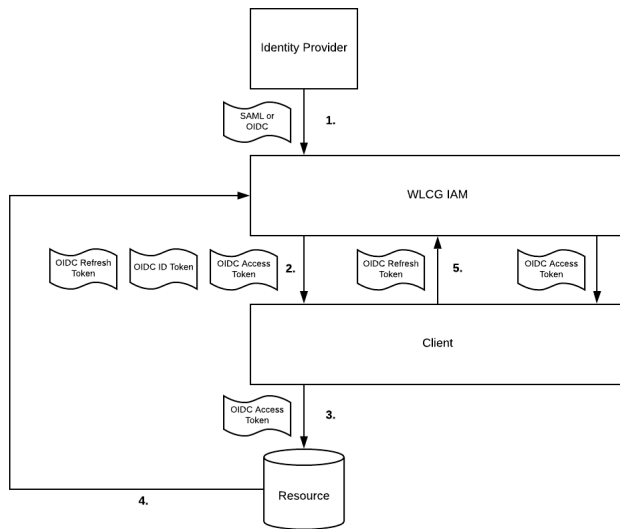 Identity Provider
SAML or
OIDC
1.
WLCG IAM
OIDC Refresh
Token
OIDC ID Token
OIDC Access
Token
2.
OIDC Refresh
Token
5.
OIDC Access
Token
Client
OIDC Access
Token
3.
Resource
4.